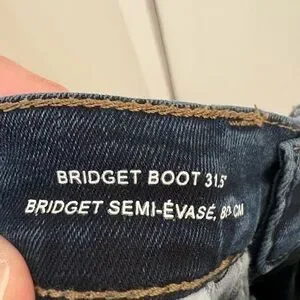 BRIDGET BOOT 31.5"
BRIDGET SEMI-ÉVASÉ, 80 CM